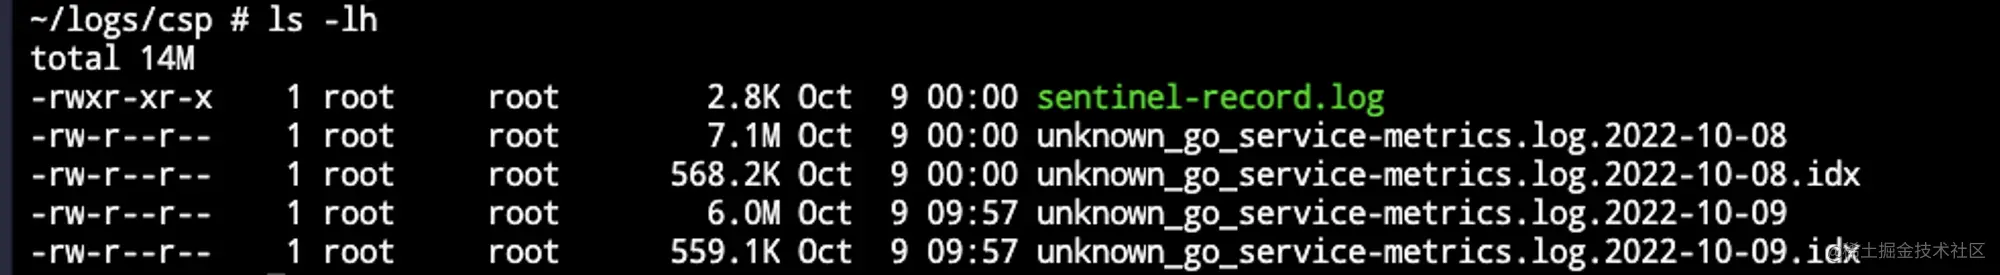 ~/logs/csp # ls -lh
total 14M
-rwxr-xr-x    1 root     root        2.8K Oct  9 00:00 sentinel-record.log
-rw-r--r--    1 root     root        7.1M Oct  9 00:00 unknown_go_service-metrics.log.2022-10-08
-rw-r--r--    1 root     root      568.2K Oct  9 00:00 unknown_go_service-metrics.log.2022-10-08.idx
-rw-r--r--    1 root     root        6.0M Oct  9 09:57 unknown_go_service-metrics.log.2022-10-09
-rw-r--r--    1 root     root      559.1K Oct  9 09:57 unknown_go_service-metrics.log.2022-10-09.idx
@稀土掘金技术社区